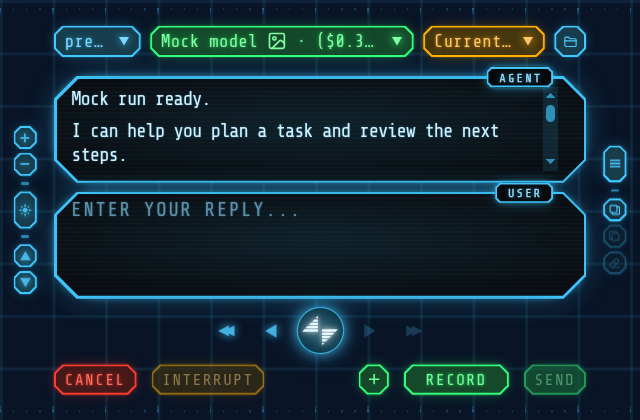 pre…
Mock model · ($0.3…
Current…
AGENT
Mock run ready.
I can help you plan a task and review the next
steps.
USER
ENTER YOUR REPLY...
CANCEL
INTERRUPT
+
RECORD
SEND